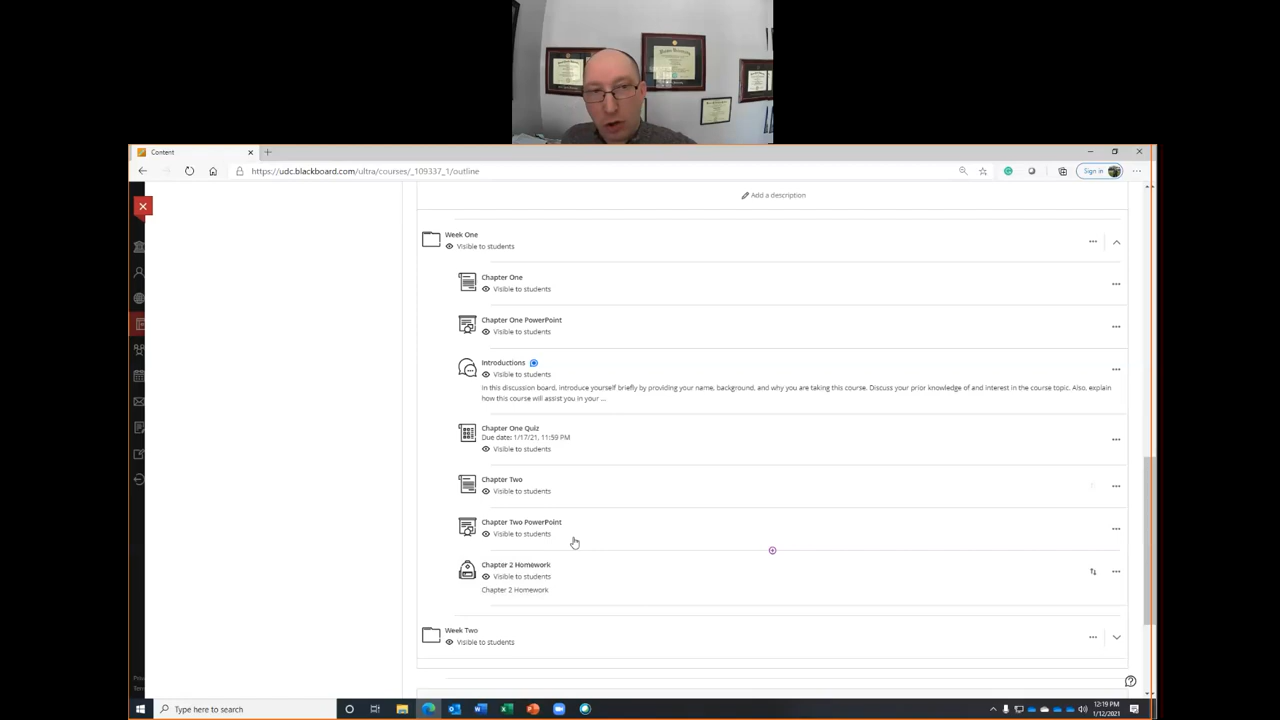 Content
https://udc.blackboard.com/ultra/courses/_109337_1/outline
Sign in
Add a description
Week One
Visible to students
Chapter One
Visible to students
Chapter One PowerPoint
Visible to students
Introductions
Visible to students
In this discussion board, introduce yourself briefly by providing your name, background, and why you are taking this course. Discuss your prior knowledge of and interest in the course topic. Also, explain
how this course will assist you in your ...
Chapter One Quiz
Due date: 1/17/21, 11:59 PM
Visible to students
Chapter Two
Visible to students
Chapter Two PowerPoint
Visible to students
Chapter 2 Homework
Visible to students
Chapter 2 Homework
Week Two
Visible to students
Type here to search
12:19 PM
1/12/2021